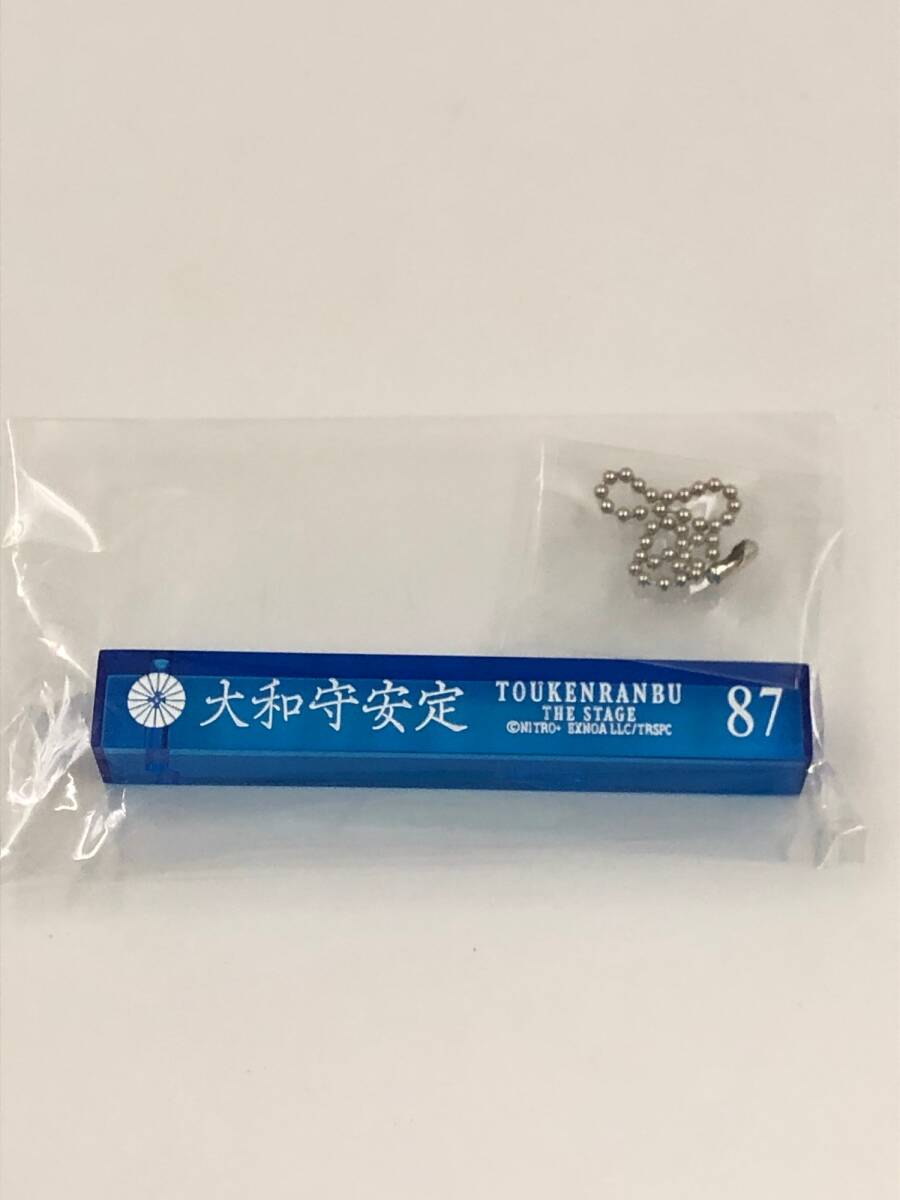 大和守安定
TOUKENRANBU
THE STAGE
©NITRO+ EXNOA LLC/TRSPC
87